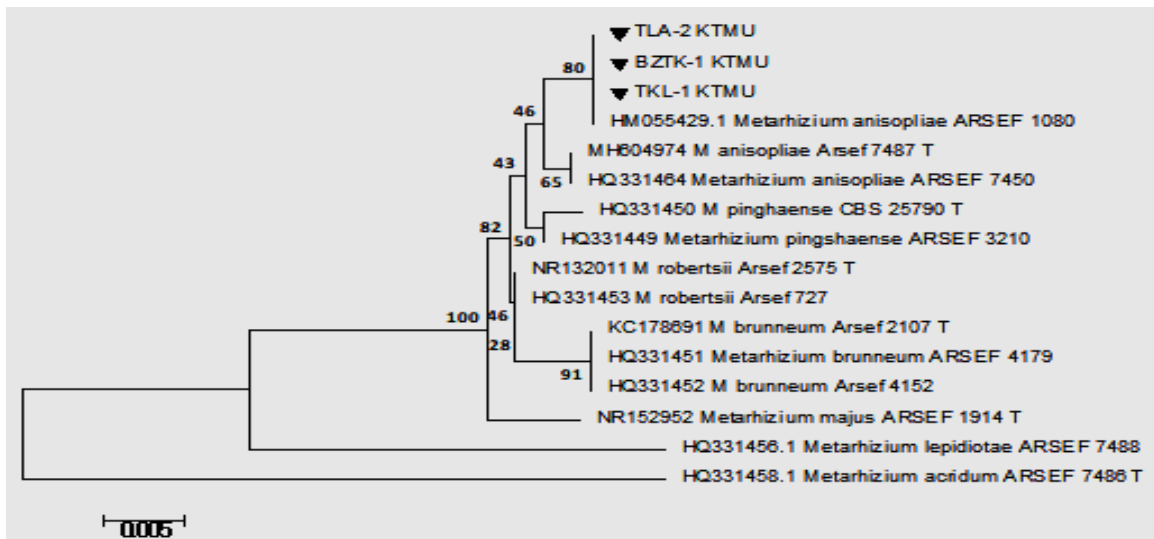 TLA-2 KTMU
BZTK-1 KTMU
80
TKL-1 KTMU
46
HM055429.1 Metarhizium anisopliae ARSEF 1080
MH604974 M anisopliae Arsef 7487 T
43
65
HQ331464 Metarhizium anisopliae ARSEF 7450
HQ331450 M pinghaense CBS 25790 T
82
50
HQ331449 Metarhizium pingshaense ARSEF 3210
NR132011 M robertsii Arsef 2575 T
HQ331453 M robertsii Arsef 727
100
46
KC178691 M brunneum Arsef 2107 T
28
HQ331451 Metarhizium brunneum ARSEF 4179
91
HQ331452 M brunneum Arsef 4152
NR152952 Metarhizium majus ARSEF 1914 T
HQ331456.1 Metarhizium lepidiotae ARSEF 7488
HQ331458.1 Metarhizium acridum ARSEF 7486 T
0.005